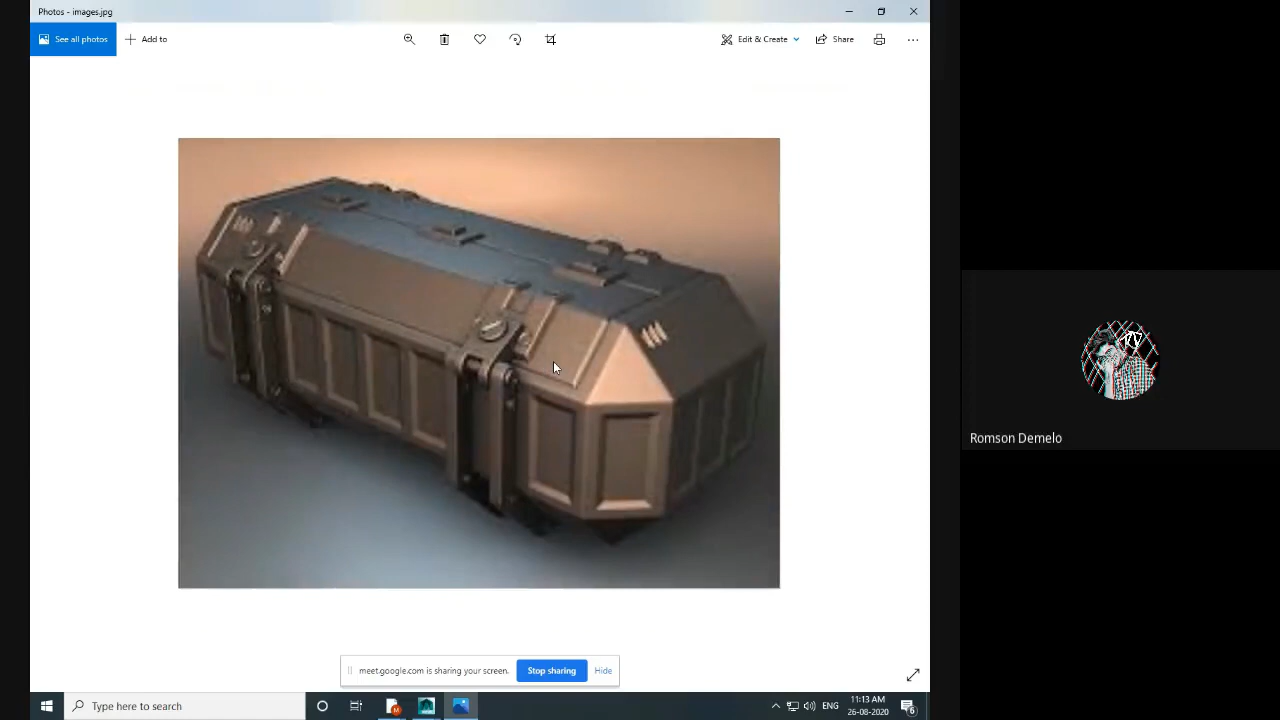 Photos - images.jpg
See all photos
Add to
Edit & Create
Share
meet.google.com is sharing your screen.
Stop sharing
Hide
Romson Demelo
Type here to search
ENG
11:13 AM
26-08-2020
6